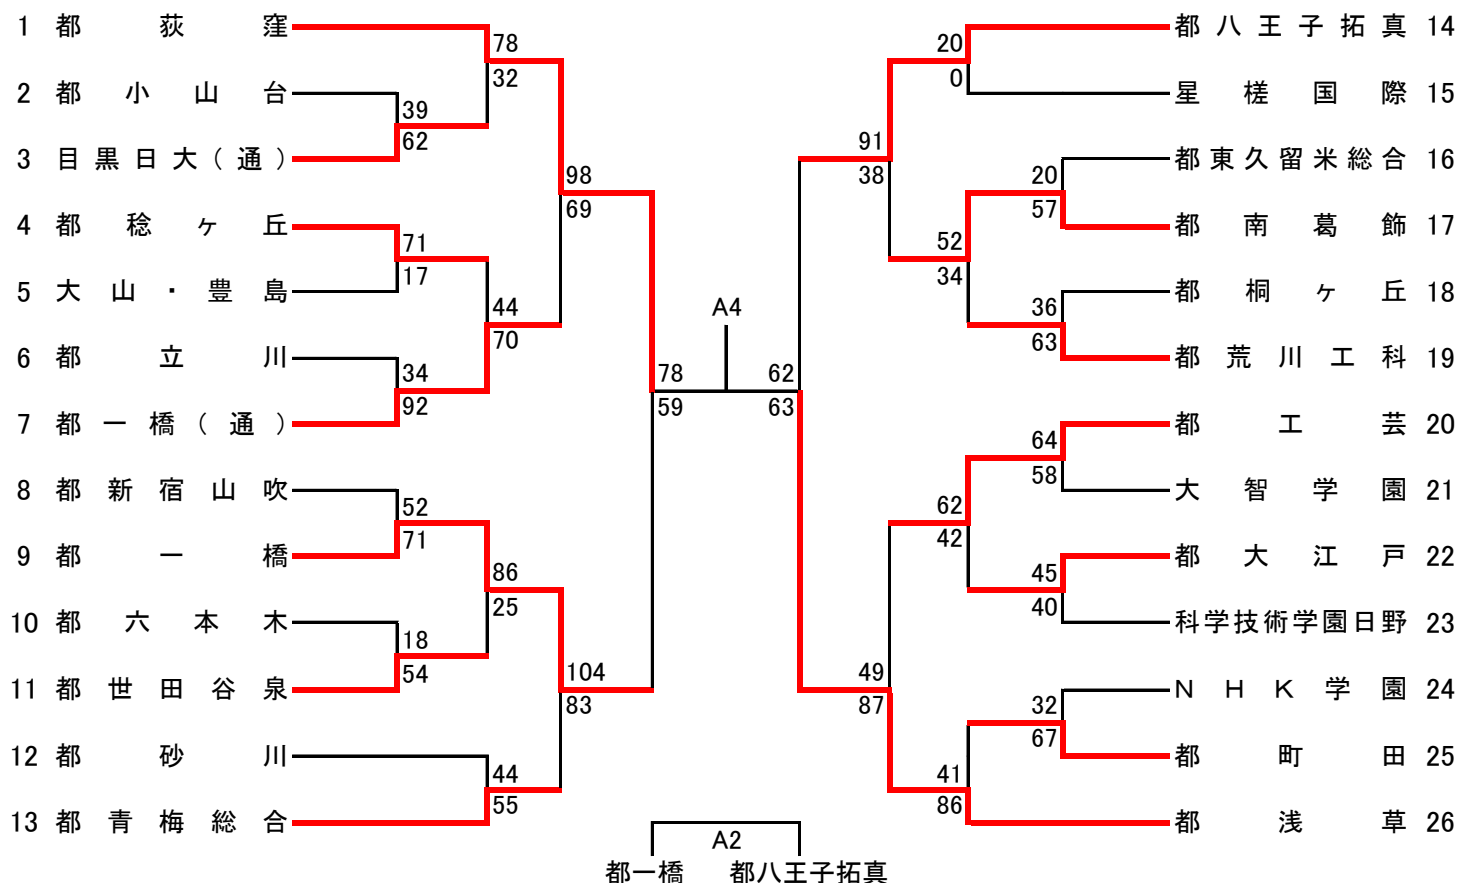 1 都荻窪
2 都小山台
3 目黒日大(通)
4 都稔ヶ丘
5 大山・豊島
6 都立川
7 都一橋(通)
8 都新宿山吹
9 都一橋
10 都六本木
11 都世田谷泉
12 都砂川
13 都青梅総合
78
32
39
62
98
69
71
17
44
70
34
92
78
59
52
71
86
25
18
54
104
83
44
55
A4
62
63
20
0
91
38
20
57
52
34
36
63
64
58
62
42
45
40
49
87
32
67
41
86
都八王子拓真 14
星槎国際 15
都東久留米総合 16
都南葛飾 17
都桐ヶ丘 18
都荒川工科 19
都工芸 20
大智学園 21
都大江戸 22
科学技術学園日野 23
NHK学園 24
都町田 25
都浅草 26
A2
都一橋 都八王子拓真